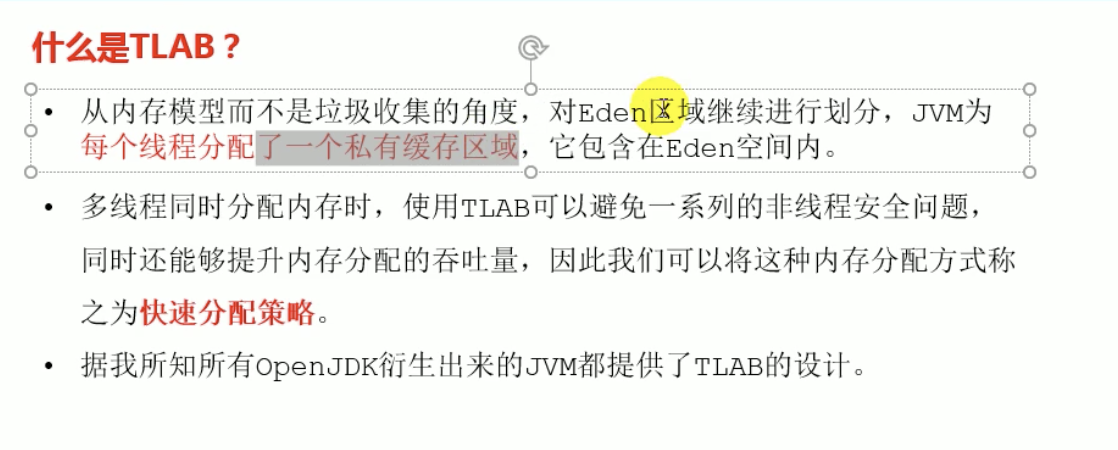 什么是TLAB？
• 从内存模型而不是垃圾收集的角度，对Eden区域继续进行划分，JVM为
每个线程分配了一个私有缓存区域，它包含在Eden空间内。
• 多线程同时分配内存时，使用TLAB可以避免一系列的非线程安全问题，
同时还能够提升内存分配的吞吐量，因此我们可以将这种内存分配方式称
之为快速分配策略。
• 据我所知所有OpenJDK衍生出来的JVM都提供了TLAB的设计。